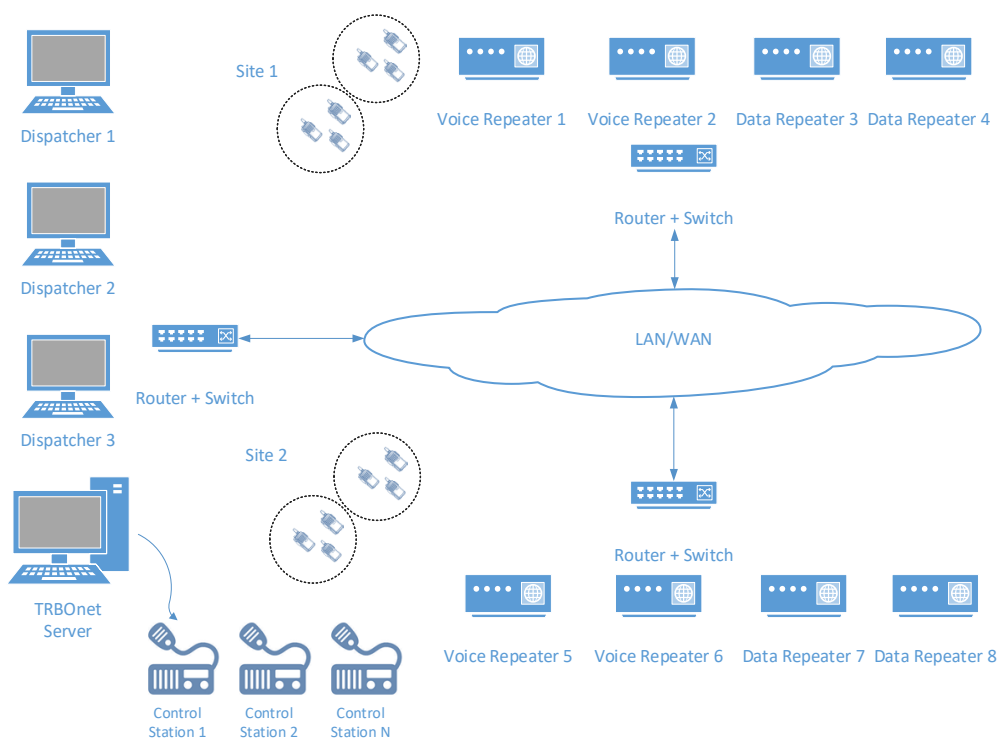 Site 1
Dispatcher 1
Voice Repeater 1
Voice Repeater 2
Data Repeater 3
Data Repeater 4
Router + Switch
Dispatcher 2
LAN/WAN
Router + Switch
Dispatcher 3
Site 2
Router + Switch
TRBOnet
Server
Voice Repeater 5
Voice Repeater 6
Data Repeater 7
Data Repeater 8
Control
Station 1
Control
Station 2
Control
Station N